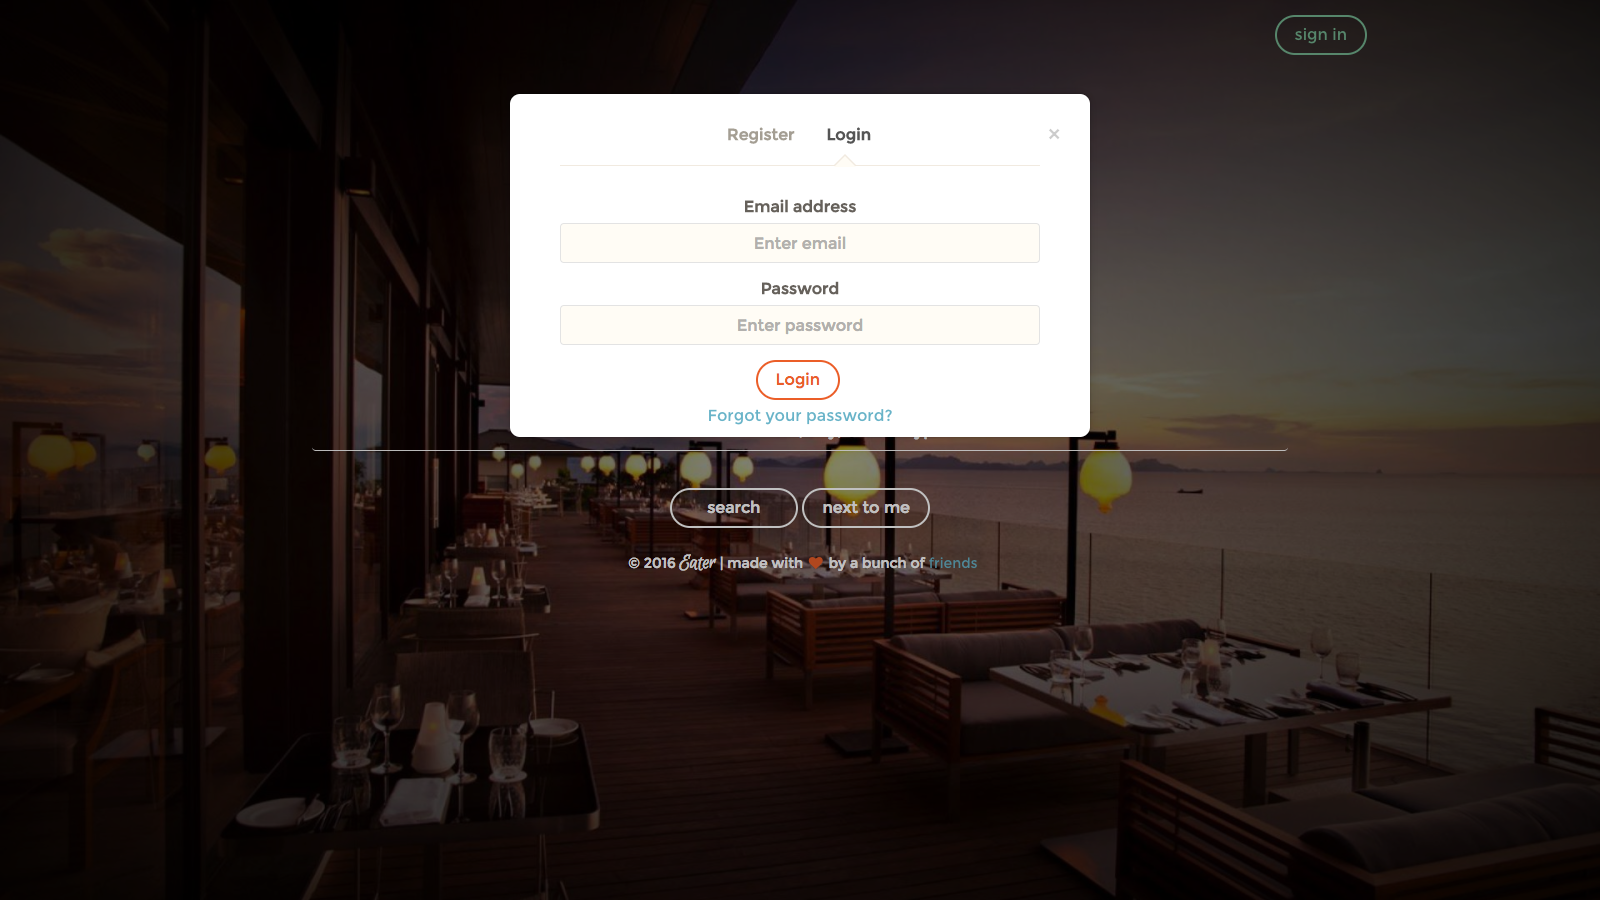 sign in
Register Login ×
Email address
Enter email
Password
Enter password
Login
Forgot your password?
search next to me
© 2016 Eater | made with ❤ by a bunch of friends